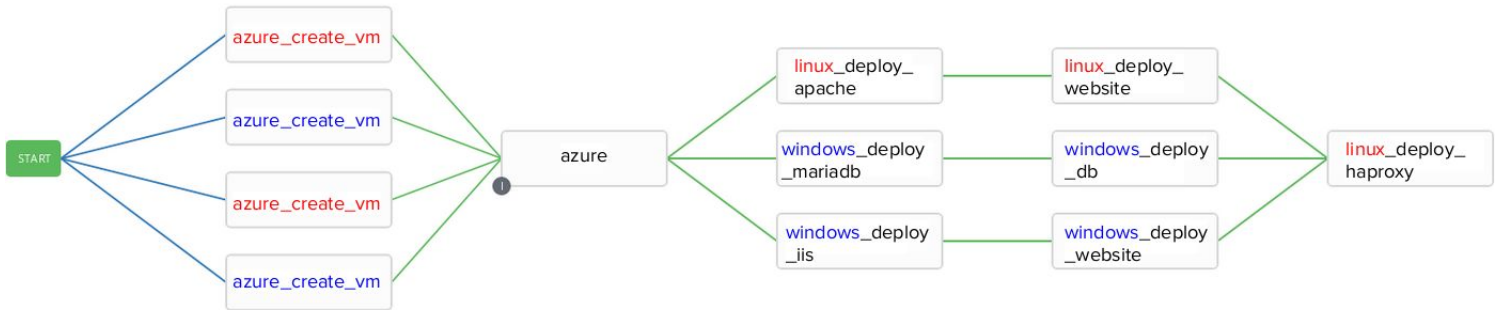 START
azure_create_vm
azure_create_vm
azure_create_vm
azure_create_vm
azure
I
linux_deploy_
apache
windows_deploy
_mariadb
windows_deploy
_iis
linux_deploy_
website
windows_deploy
_db
windows_deploy
_website
linux_deploy_
haproxy